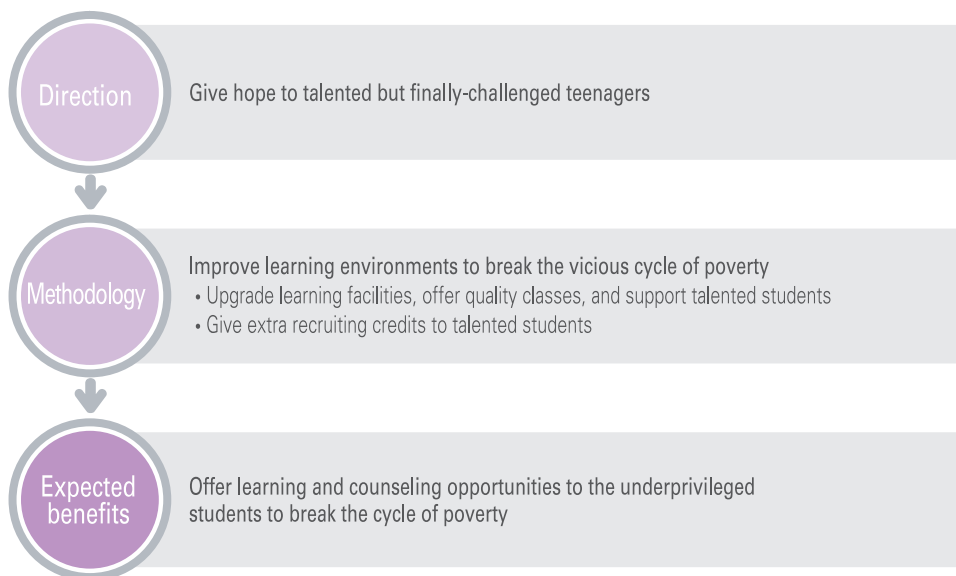 Direction
Give hope to talented but finally-challenged teenagers
Methodology
Improve learning environments to break the vicious cycle of poverty
• Upgrade learning facilities, offer quality classes, and support talented students
• Give extra recruiting credits to talented students
Expected
benefits
Offer learning and counseling opportunities to the underprivileged
students to break the cycle of poverty